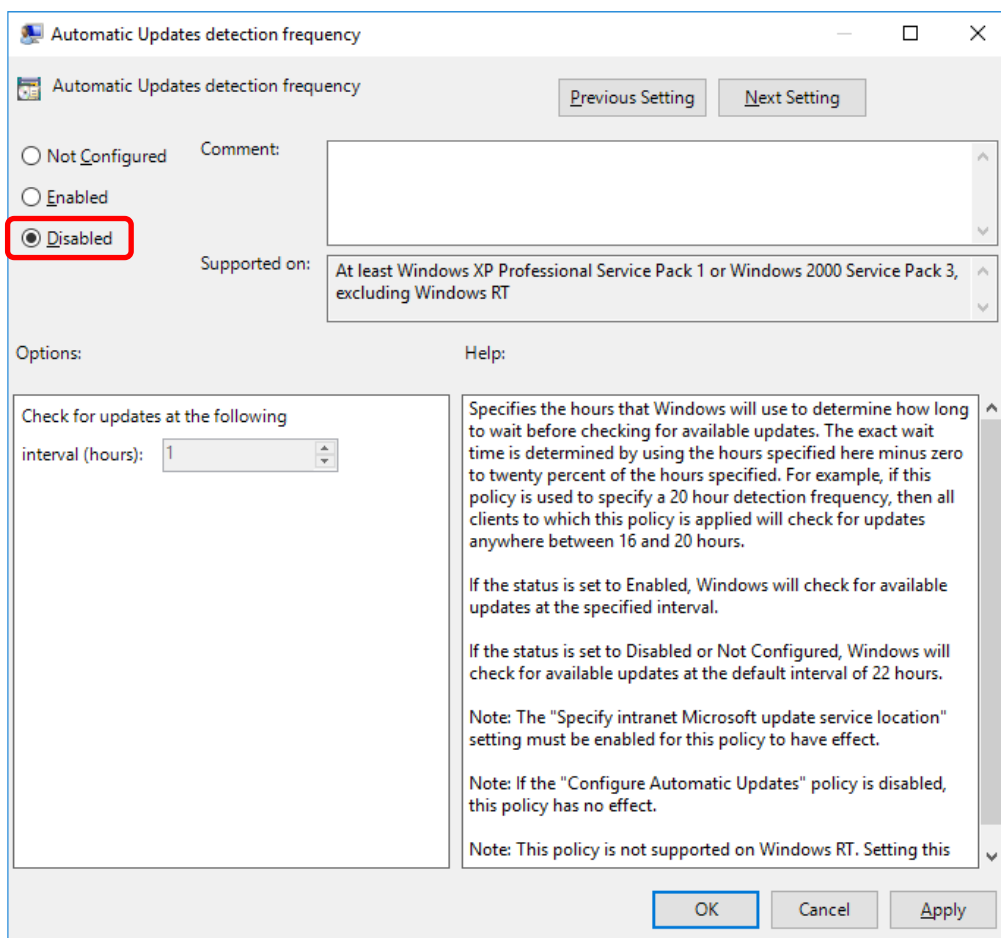 Automatic Updates detection frequency
Automatic Updates detection frequency
Previous Setting
Next Setting
Not Configured
Comment:
Enabled
Disabled
Supported on:
At least Windows XP Professional Service Pack 1 or Windows 2000 Service Pack 3,
excluding Windows RT
Options:
Help:
Check for updates at the following
interval (hours):
1
Specifies the hours that Windows will use to determine how long
to wait before checking for available updates. The exact wait
time is determined by using the hours specified here minus zero
to twenty percent of the hours specified. For example, if this
policy is used to specify a 20 hour detection frequency, then all
clients to which this policy is applied will check for updates
anywhere between 16 and 20 hours.
If the status is set to Enabled, Windows will check for available
updates at the specified interval.
If the status is set to Disabled or Not Configured, Windows will
check for available updates at the default interval of 22 hours.
Note: The "Specify intranet Microsoft update service location"
setting must be enabled for this policy to have effect.
Note: If the "Configure Automatic Updates" policy is disabled,
this policy has no effect.
Note: This policy is not supported on Windows RT. Setting this
OK
Cancel
Apply